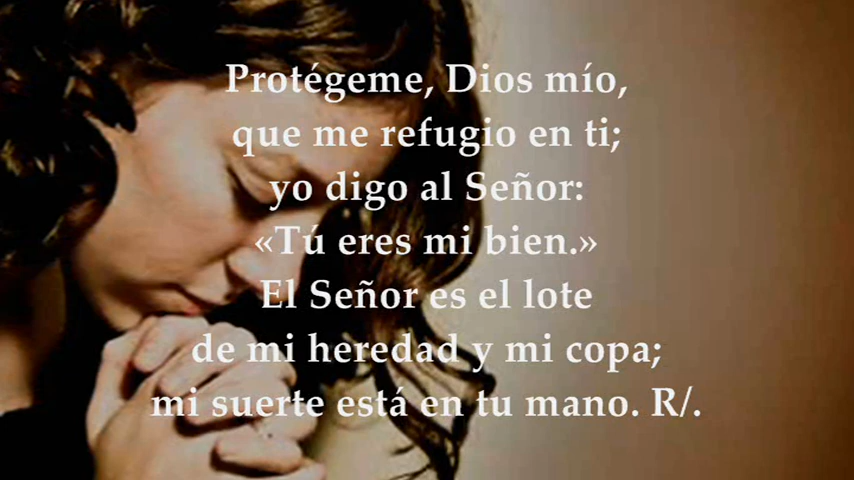 Protégeme, Dios mío,
que me refugio en ti;
yo digo al Señor:
«Tú eres mi bien.»
El Señor es el lote
de mi heredad y mi copa;
mi suerte está en tu mano. R/.